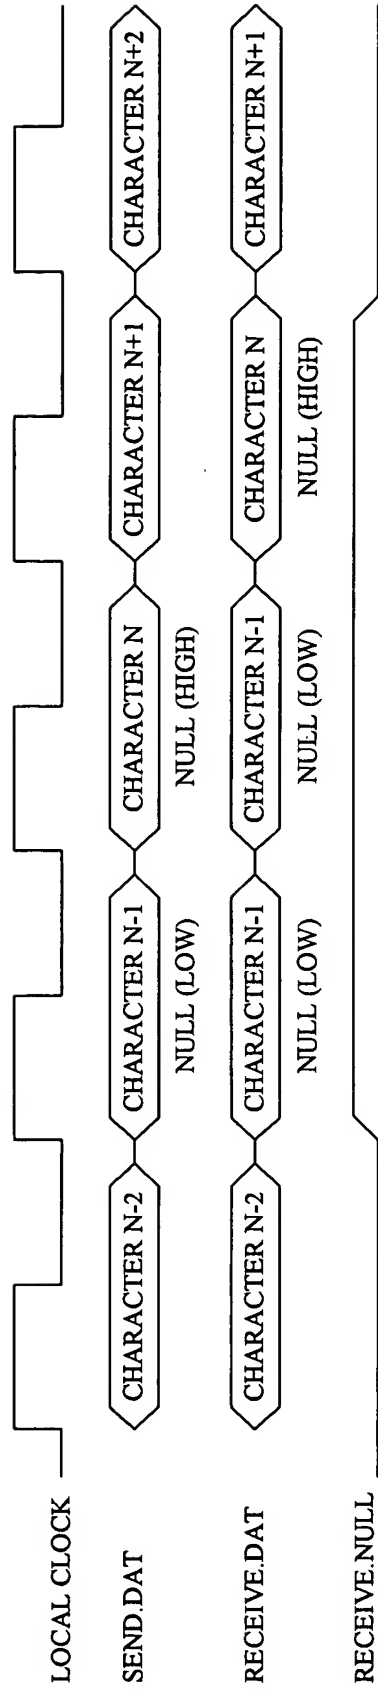 LOCAL CLOCK
SEND.DAT
CHARACTER N-2
CHARACTER N-1
CHARACTER N
CHARACTER N+1
CHARACTER N+2
NULL (LOW)
NULL (HIGH)
RECEIVE.DAT
CHARACTER N-2
CHARACTER N-1
CHARACTER N-1
CHARACTER N
CHARACTER N+1
NULL (LOW)
NULL (LOW)
NULL (HIGH)
RECEIVE.NULL